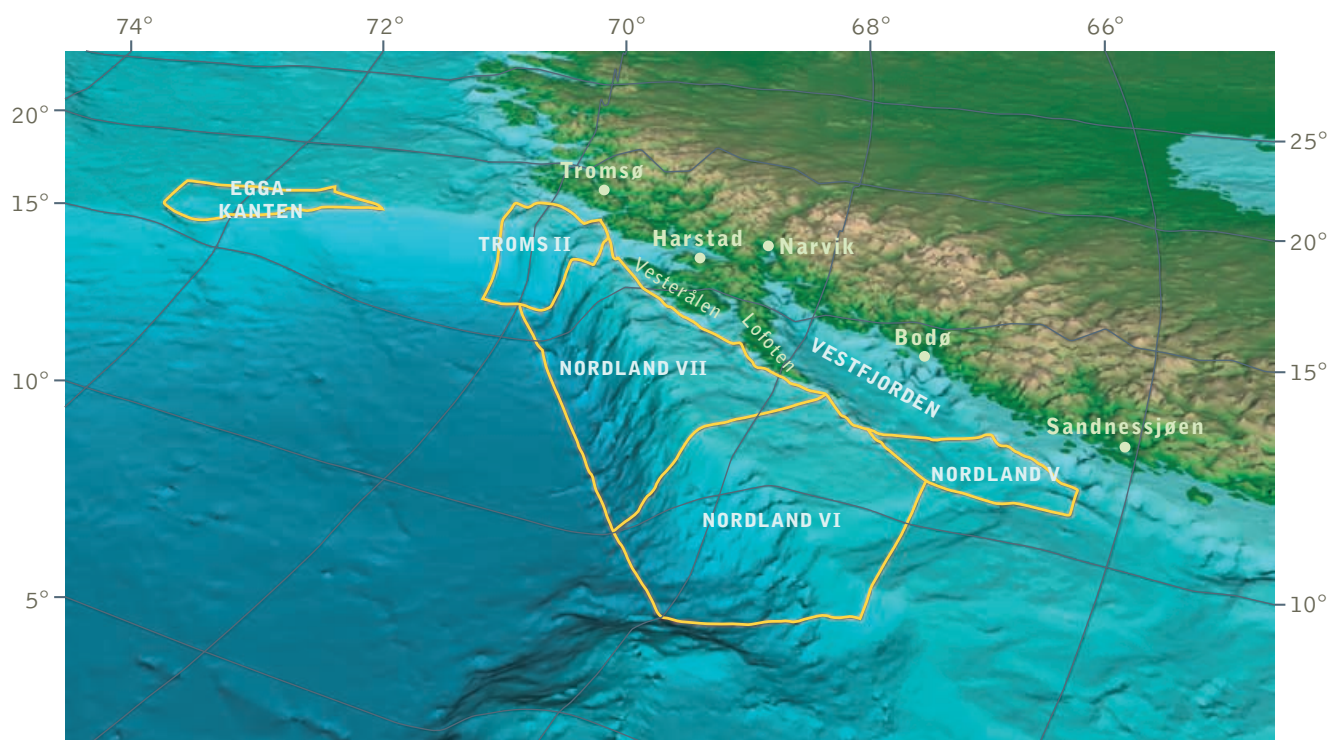 74° 72° 70° 68° 66°
20°
25°
Tromsø
EGGA-
KANTEN
15°
TROMS II
Harstad
Narvik
20°
Vesterålen
Lofoten
Bodø
VESTFJORDEN
NORDLAND VII
10°
15°
Sandnessjøen
NORDLAND V
NORDLAND VI
5°
10°